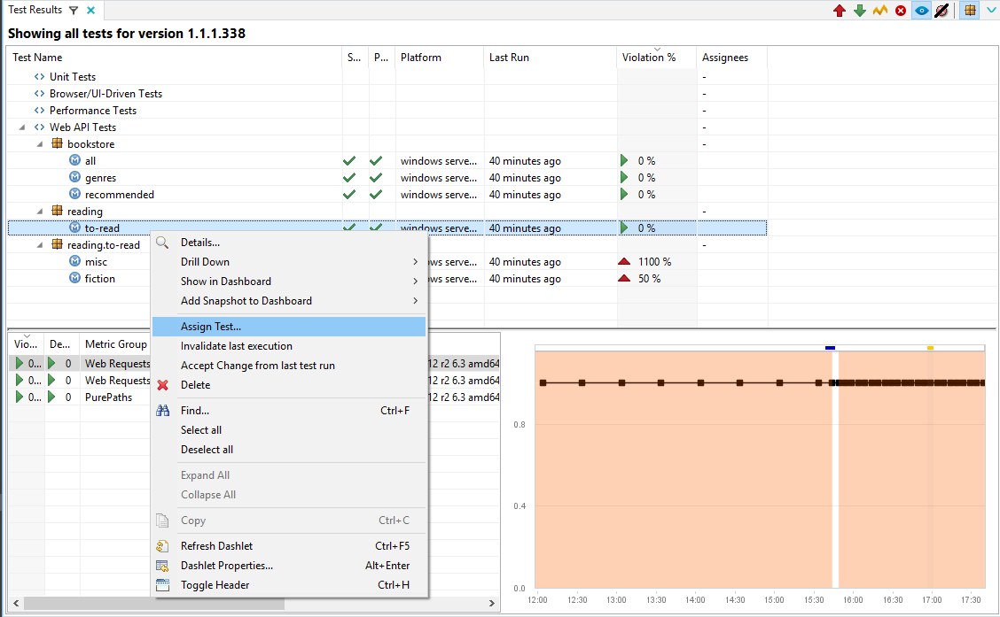 Test Results
Showing all tests for version 1.1.1.338
Test Name S... P... Platform Last Run Violation % Assignees
Unit Tests -
Browser/UI-Driven Tests -
Performance Tests -
Web API Tests -
bookstore -
all windows serve... 40 minutes ago 0 %
genres windows serve... 40 minutes ago 0 %
recommended windows serve... 40 minutes ago 0 %
reading -
to-read windows serve... 40 minutes ago 0 %
reading.to-read -
misc ows serve... 40 minutes ago 1100 %
fiction ows serve... 40 minutes ago 50 %
Details...
Drill Down
Show in Dashboard
Add Snapshot to Dashboard
Assign Test...
Invalidate last execution
Accept Change from last test run
Delete
Find... Ctrl+F
Select all
Deselect all
Expand All
Collapse All
Copy Ctrl+C
Refresh Dashlet Ctrl+F5
Dashlet Properties... Alt+Enter
Toggle Header Ctrl+H
Vio... De... Metric Group
0... 0 Web Requests 12 r2 6.3 amd64
0... 0 Web Requests 12 r2 6.3 amd64
0... 0 PurePaths 12 r2 6.3 amd64
0.8
0.4
0.0
12:00 12:30 13:00 13:30 14:00 14:30 15:00 15:30 16:00 16:30 17:00 17:30